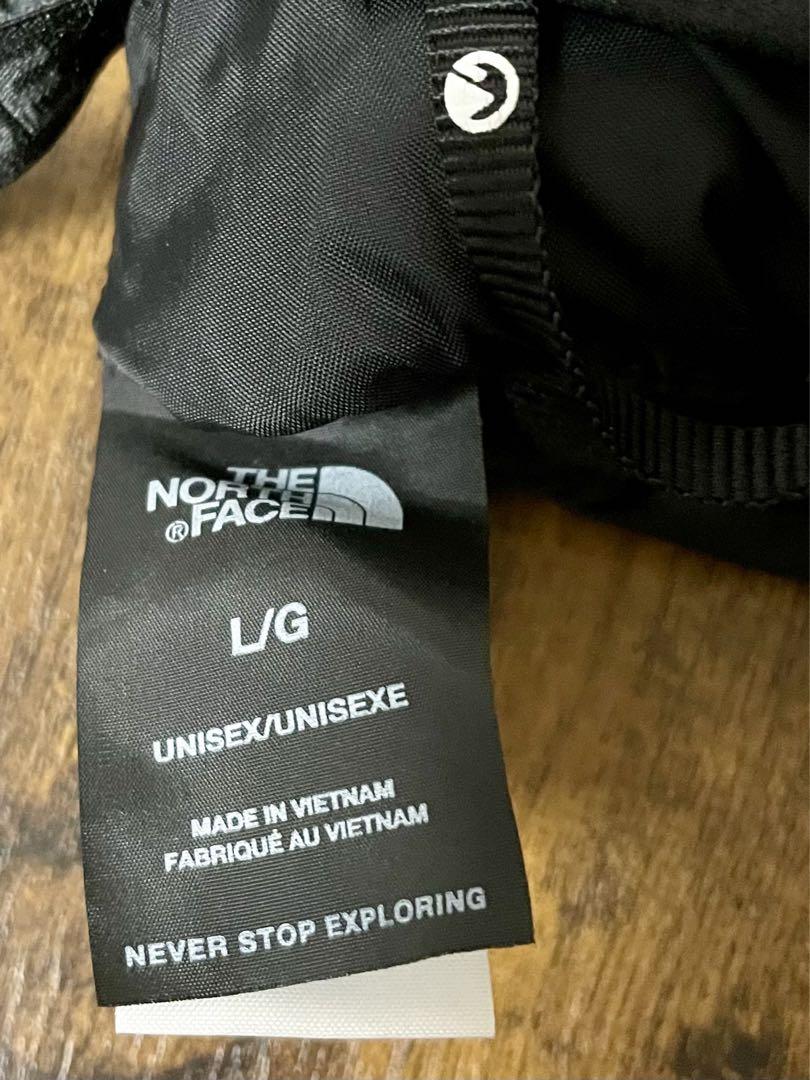 THE
NORTH
®FACE
L/G
UNISEX/UNISEXE
MADE IN VIETNAM
FABRIQUÉ AU VIETNAM
NEVER STOP EXPLORING